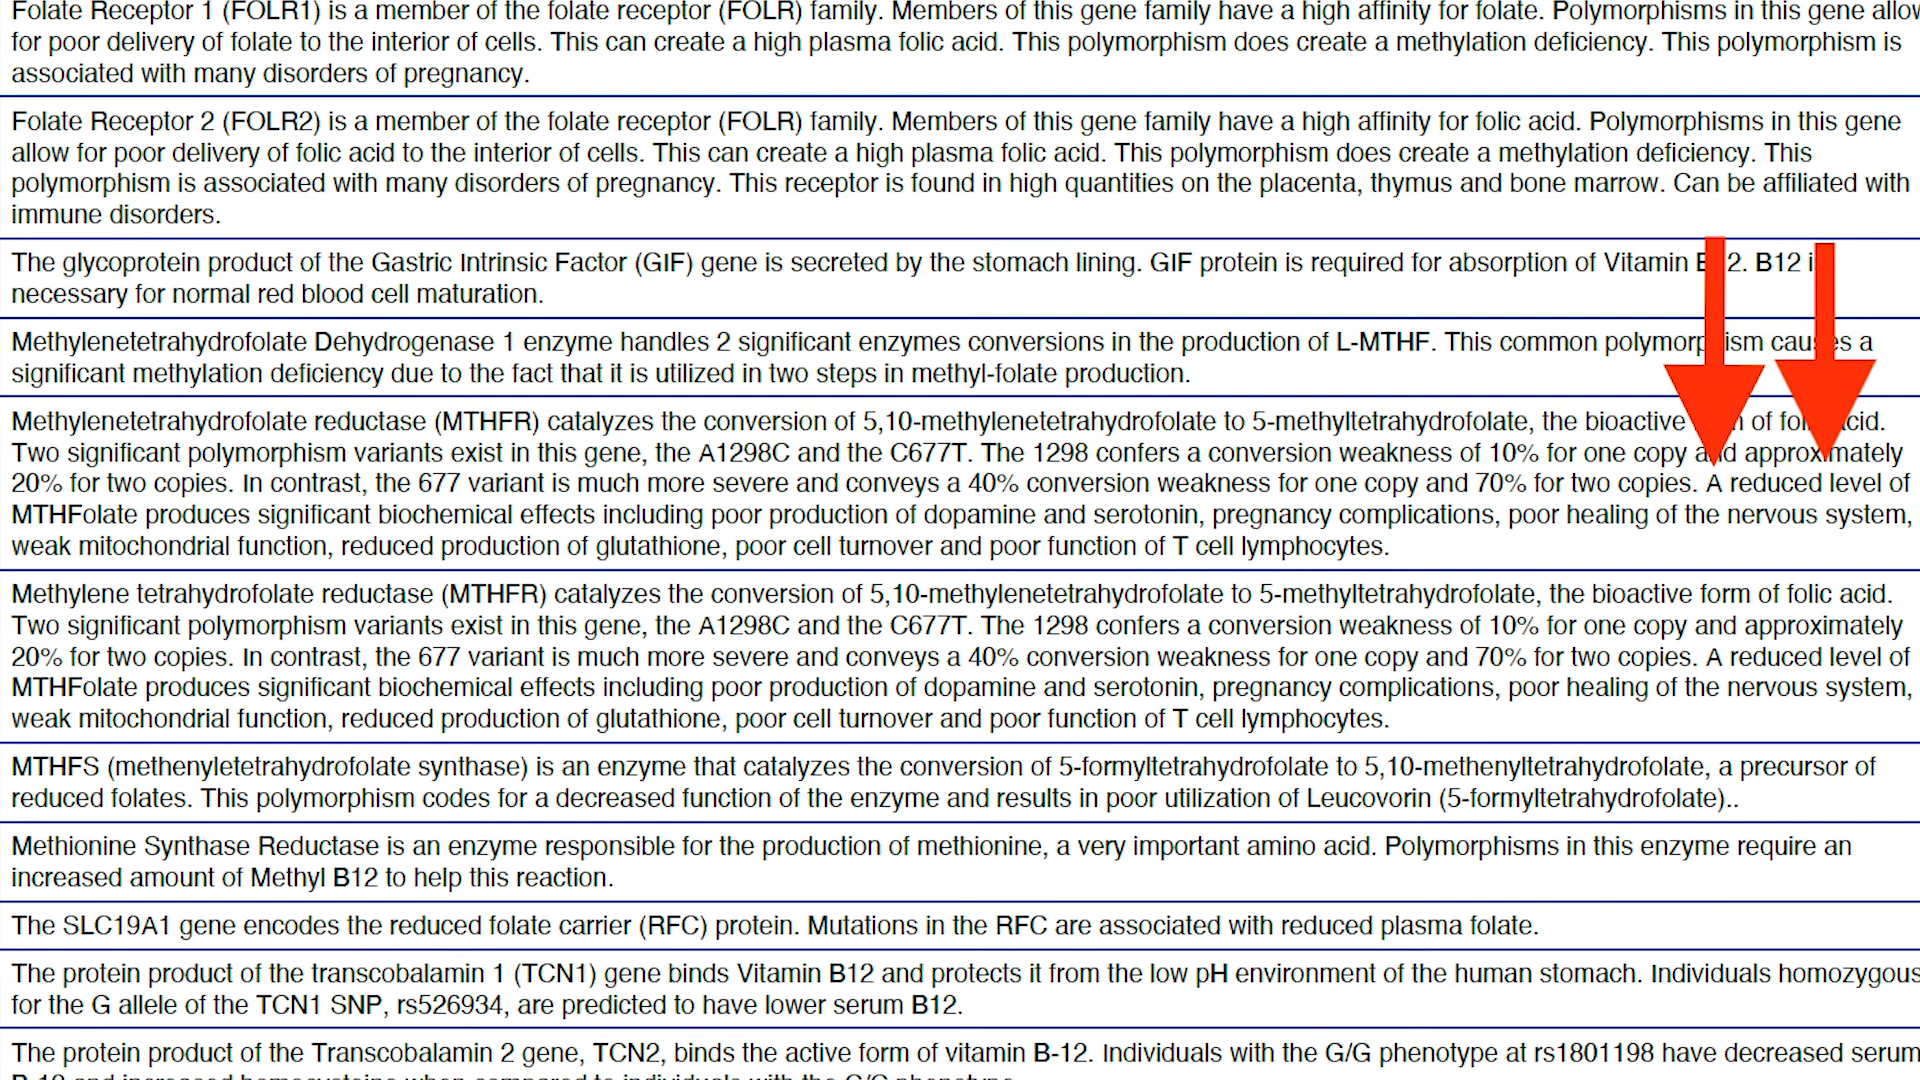 Folate Receptor 1 (FOLR1) is a member of the folate receptor (FOLR) family. Members of this gene family have a high affinity for folate. Polymorphisms in this gene allow
for poor delivery of folate to the interior of cells. This can create a high plasma folic acid. This polymorphism does create a methylation deficiency. This polymorphism is
associated with many disorders of pregnancy.
Folate Receptor 2 (FOLR2) is a member of the folate receptor (FOLR) family. Members of this gene family have a high affinity for folic acid. Polymorphisms in this gene
allow for poor delivery of folic acid to the interior of cells. This can create a high plasma folic acid. This polymorphism does create a methylation deficiency. This
polymorphism is associated with many disorders of pregnancy. This receptor is found in high quantities on the placenta, thymus and bone marrow. Can be affiliated with
immune disorders.
The glycoprotein product of the Gastric Intrinsic Factor (GIF) gene is secreted by the stomach lining. GIF protein is required for absorption of Vitamin B12. B12 is
necessary for normal red blood cell maturation.
Methylenetetrahydrofolate Dehydrogenase 1 enzyme handles 2 significant enzymes conversions in the production of L-MTHF. This common polymorphism causes a
significant methylation deficiency due to the fact that it is utilized in two steps in methyl-folate production.
Methylenetetrahydrofolate reductase (MTHFR) catalyzes the conversion of 5,10-methylenetetrahydrofolate to 5-methyltetrahydrofolate, the bioactive form of folic acid.
Two significant polymorphism variants exist in this gene, the A1298C and the C677T. The 1298 confers a conversion weakness of 10% for one copy and approximately
20% for two copies. In contrast, the 677 variant is much more severe and conveys a 40% conversion weakness for one copy and 70% for two copies. A reduced level of
MTHFolate produces significant biochemical effects including poor production of dopamine and serotonin, pregnancy complications, poor healing of the nervous system,
weak mitochondrial function, reduced production of glutathione, poor cell turnover and poor function of T cell lymphocytes.
Methylene tetrahydrofolate reductase (MTHFR) catalyzes the conversion of 5,10-methylenetetrahydrofolate to 5-methyltetrahydrofolate, the bioactive form of folic acid.
Two significant polymorphism variants exist in this gene, the A1298C and the C677T. The 1298 confers a conversion weakness of 10% for one copy and approximately
20% for two copies. In contrast, the 677 variant is much more severe and conveys a 40% conversion weakness for one copy and 70% for two copies. A reduced level of
MTHFolate produces significant biochemical effects including poor production of dopamine and serotonin, pregnancy complications, poor healing of the nervous system,
weak mitochondrial function, reduced production of glutathione, poor cell turnover and poor function of T cell lymphocytes.
MTHFS (methenyletetrahydrofolate synthase) is an enzyme that catalyzes the conversion of 5-formyltetrahydrofolate to 5,10-methenyltetrahydrofolate, a precursor of
reduced folates. This polymorphism codes for a decreased function of the enzyme and results in poor utilization of Leucovorin (5-formyltetrahydrofolate)..
Methionine Synthase Reductase is an enzyme responsible for the production of methionine, a very important amino acid. Polymorphisms in this enzyme require an
increased amount of Methyl B12 to help this reaction.
The SLC19A1 gene encodes the reduced folate carrier (RFC) protein. Mutations in the RFC are associated with reduced plasma folate.
The protein product of the transcobalamin 1 (TCN1) gene binds Vitamin B12 and protects it from the low pH environment of the human stomach. Individuals homozygous
for the G allele of the TCN1 SNP, rs526934, are predicted to have lower serum B12.
The protein product of the Transcobalamin 2 gene, TCN2, binds the active form of vitamin B-12. Individuals with the G/G phenotype at rs1801198 have decreased serum